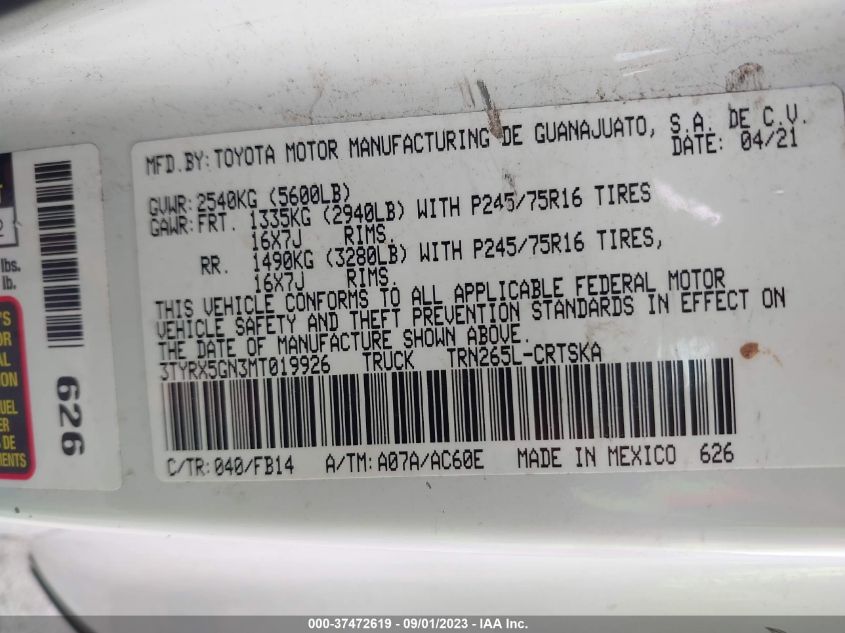 MFD.BY: TOYOTA MOTOR MANUFACTURING DE GUANAJUATO, S.A. DE C.V.
DATE: 04/21
GVWR: 2540KG (5600LB)
GAWR: FRT. 1335KG (2940LB) WITH P245/75R16 TIRES
16X7J RIMS.
RR. 1490KG (3280LB) WITH P245/75R16 TIRES,
16X7J RIMS.
THIS VEHICLE CONFORMS TO ALL APPLICABLE FEDERAL MOTOR
VEHICLE SAFETY AND THEFT PREVENTION STANDARDS IN EFFECT ON
THE DATE OF MANUFACTURE SHOWN ABOVE.
3TYRX5GN3MT019926 TRUCK TRN265L-CRTSKA
C/TR: 040/FB14 A/TM: A07A/AC60E MADE IN MEXICO 626
lbs.
lb.
626
DE
000-37472619 - 09/01/2023 - IAA Inc.